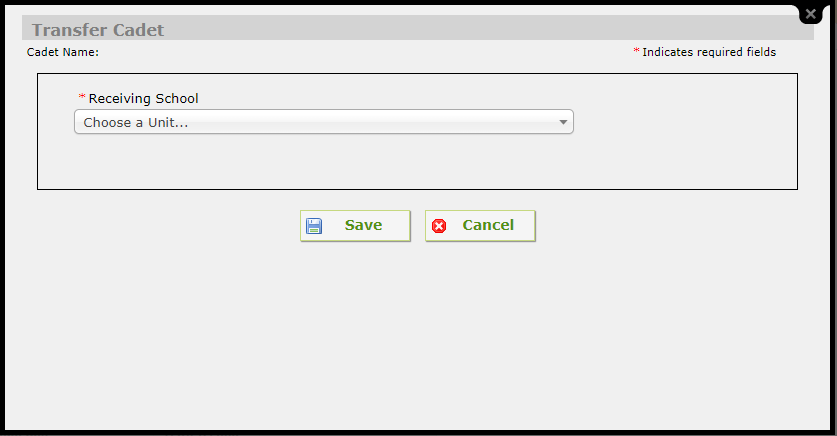 Transfer Cadet
Cadet Name:
* Indicates required fields
* Receiving School
Choose a Unit...
Save
Cancel